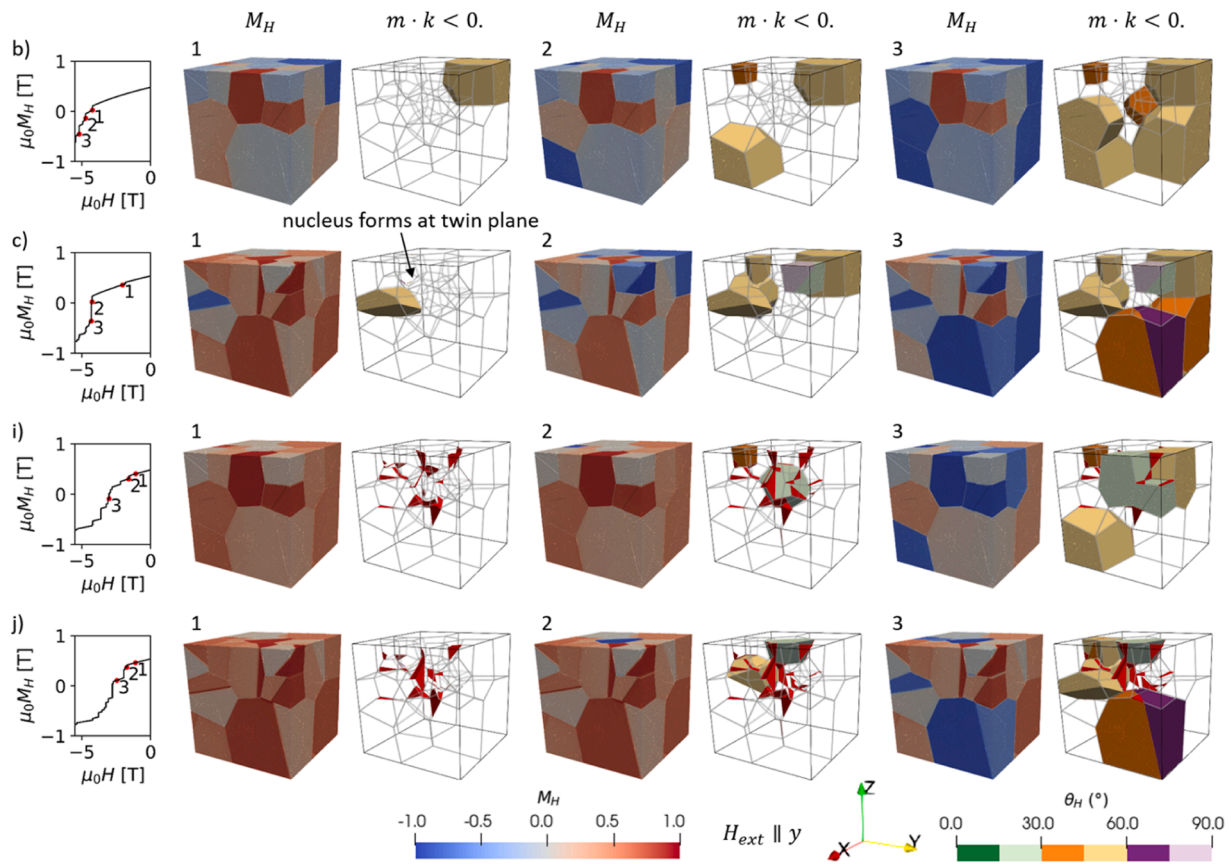 M_H m · k < 0. M_H m · k < 0. M_H m · k < 0.
b) 1 2 3
μ₀M_H [T]
1
0
−1
1
2
3
−5 0
μ₀H [T]
nucleus forms at twin plane
c) 1 2 3
μ₀M_H [T]
1
0
−1
1
2
3
−5 0
μ₀H [T]
i) 1 2 3
μ₀M_H [T]
1
0
−1
1
2
3
−5 0
μ₀H [T]
j) 1 2 3
μ₀M_H [T]
1
0
−1
1
2
3
−5 0
μ₀H [T]
M_H
-1.0 -0.5 0.0 0.5 1.0
H_ext ∥ y
Z
X
Y
θ_H (°)
0.0 30.0 60.0 90.0